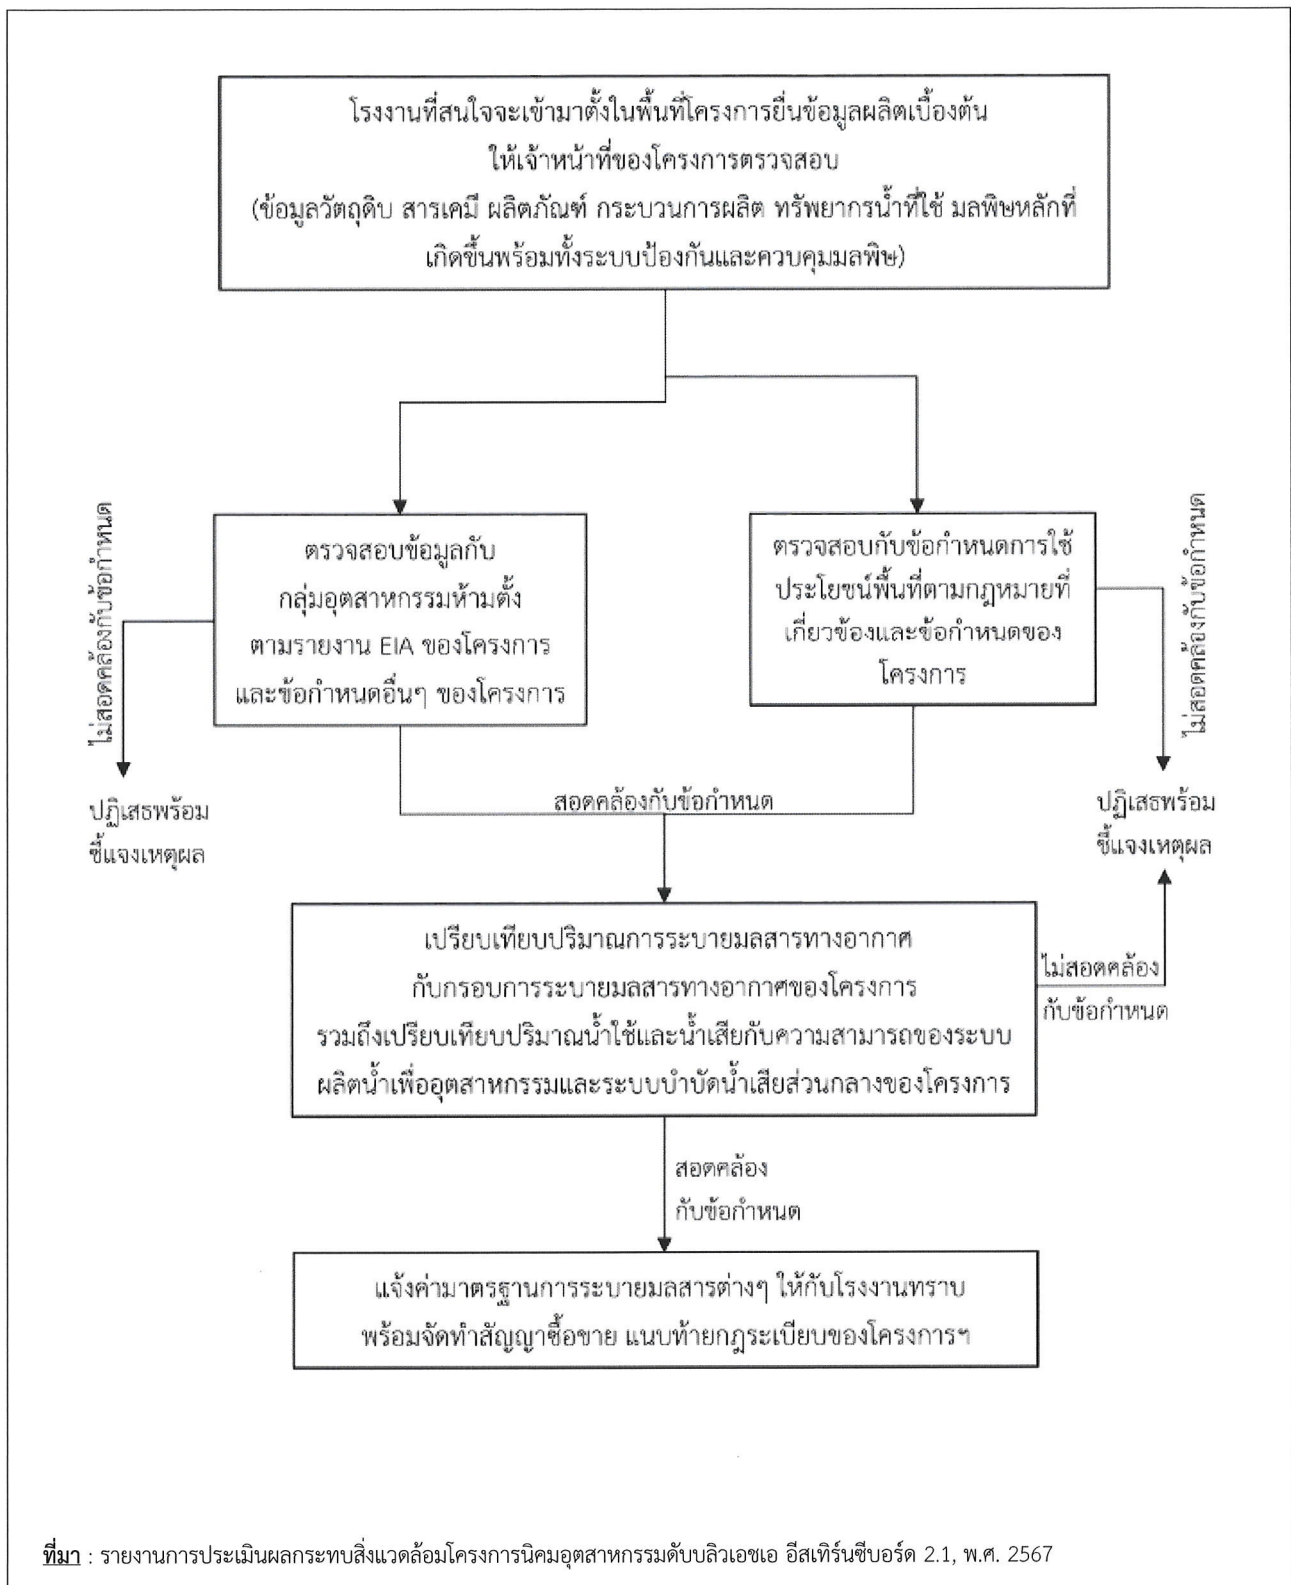 โรงงานที่สนใจจะเข้ามาตั้งในพื้นที่โครงการยื่นข้อมูลผลิตเบื้องต้น
ให้เจ้าหน้าที่ของโครงการตรวจสอบ
(ข้อมูลวัตถุดิบ สารเคมี ผลิตภัณฑ์ กระบวนการผลิต ทรัพยากรน้ำที่ใช้ มลพิษหลักที่
เกิดขึ้นพร้อมทั้งระบบป้องกันและควบคุมมลพิษ)
ไม่สอดคล้องกับข้อกำหนด
ตรวจสอบข้อมูลกับ
กลุ่มอุตสาหกรรมห้ามตั้ง
ตามรายงาน EIA ของโครงการ
และข้อกำหนดอื่นๆ ของโครงการ
ตรวจสอบกับข้อกำหนดการใช้
ประโยชน์พื้นที่ตามกฎหมายที่
เกี่ยวข้องและข้อกำหนดของ
โครงการ
ไม่สอดคล้องกับข้อกำหนด
ปฏิเสธพร้อม
ชี้แจงเหตุผล
สอดคล้องกับข้อกำหนด
ปฏิเสธพร้อม
ชี้แจงเหตุผล
เปรียบเทียบปริมาณการระบายมลสารทางอากาศ
กับกรอบการระบายมลสารทางอากาศของโครงการ
รวมถึงเปรียบเทียบปริมาณน้ำใช้และน้ำเสียกับความสามารถของระบบ
ผลิตน้ำเพื่ออุตสาหกรรมและระบบบำบัดน้ำเสียส่วนกลางของโครงการ
ไม่สอดคล้อง
กับข้อกำหนด
สอดคล้อง
กับข้อกำหนด
แจ้งค่ามาตรฐานการระบายมลสารต่างๆ ให้กับโรงงานทราบ
พร้อมจัดทำสัญญาซื้อขาย แนบท้ายกฎระเบียบของโครงการฯ
ที่มา : รายงานการประเมินผลกระทบสิ่งแวดล้อมโครงการนิคมอุตสาหกรรมดับบลิวเอชเอ อีสเทิร์นซีบอร์ด 2.1, พ.ศ. 2567